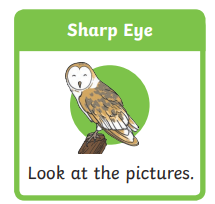 Sharp Eye
Look at the pictures.